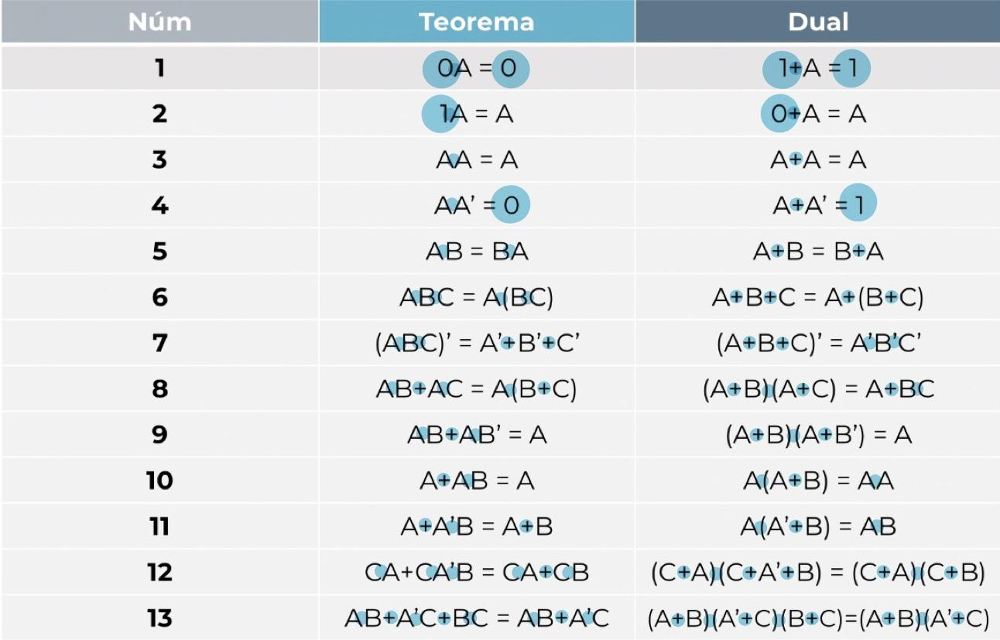 Núm Teorema Dual
1 0A = 0 1+A = 1
2 1A = A 0+A = A
3 AA = A A+A = A
4 AA’ = 0 A+A’ = 1
5 AB = BA A+B = B+A
6 ABC = A(BC) A+B+C = A+(B+C)
7 (ABC)’ = A’+B’+C’ (A+B+C)’ = A’B’C’
8 AB+AC = A(B+C) (A+B)(A+C) = A+BC
9 AB+AB’ = A (A+B)(A+B’) = A
10 A+AB = A A(A+B) = AA
11 A+A’B = A+B A(A’+B) = AB
12 CA+CA’B = CA+CB (C+A)(C+A’+B) = (C+A)(C+B)
13 AB+A’C+BC = AB+A’C (A+B)(A’+C)(B+C)=(A+B)(A’+C)